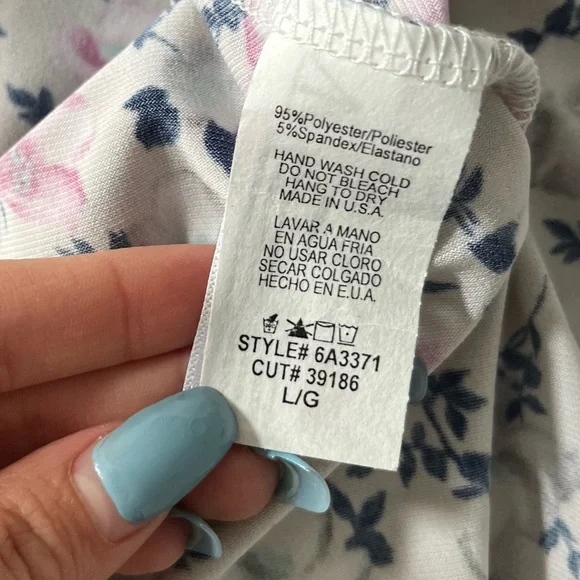 95%Polyester/Poliester
5%Spandex/Elastano
HAND WASH COLD
DO NOT BLEACH
HANG TO DRY
MADE IN U.S.A.
LAVAR A MANO
EN AGUA FRIA
NO USAR CLORO
SECAR COLGADO
HECHO EN E.U.A.
STYLE# 6A3371
CUT# 39186
L/G